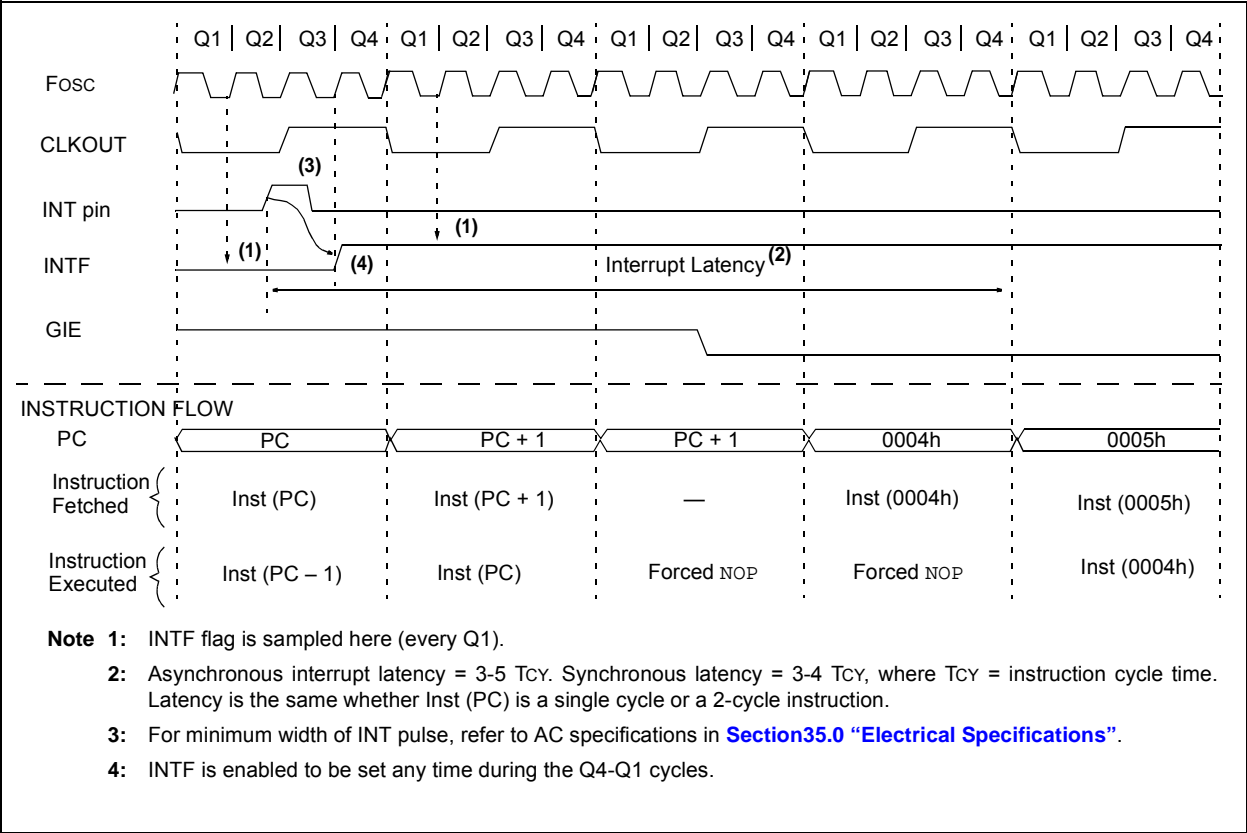 Q1 Q2 Q3 Q4 Q1 Q2 Q3 Q4 Q1 Q2 Q3 Q4 Q1 Q2 Q3 Q4 Q1 Q2 Q3 Q4
FOSC
CLKOUT
(3)
INT pin
(1)
(1)
INTF
(4)
Interrupt Latency(2)
GIE
INSTRUCTION FLOW
PC PC PC + 1 PC + 1 0004h 0005h
Instruction
Fetched
Inst (PC) Inst (PC + 1) — Inst (0004h) Inst (0005h)
Instruction
Executed
Inst (PC – 1) Inst (PC) Forced NOP Forced NOP Inst (0004h)
Note 1: INTF flag is sampled here (every Q1).
2: Asynchronous interrupt latency = 3-5 TCY. Synchronous latency = 3-4 TCY, where TCY = instruction cycle time.
Latency is the same whether Inst (PC) is a single cycle or a 2-cycle instruction.
3: For minimum width of INT pulse, refer to AC specifications in Section35.0 “Electrical Specifications”.
4: INTF is enabled to be set any time during the Q4-Q1 cycles.